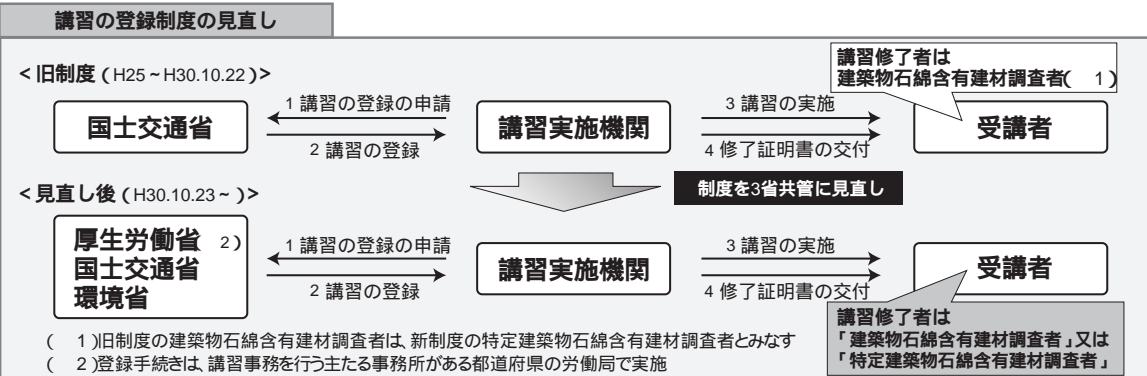 講習の登録制度の見直し
<旧制度(H25~H30.10.22)>
講習修了者は
建築物石綿含有建材調査者( 1)
国土交通省
1 講習の登録の申請
2 講習の登録
講習実施機関
3 講習の実施
4 修了証明書の交付
受講者
<見直し後(H30.10.23~)>
制度を3省共管に見直し
厚生労働省 2)
国土交通省
環境省
1 講習の登録の申請
2 講習の登録
講習実施機関
3 講習の実施
4 修了証明書の交付
受講者
講習修了者は
「建築物石綿含有建材調査者」又は
「特定建築物石綿含有建材調査者」
( 1)旧制度の建築物石綿含有建材調査者は、新制度の特定建築物石綿含有建材調査者とみなす
( 2)登録手続きは、講習事務を行う主たる事務所がある都道府県の労働局で実施